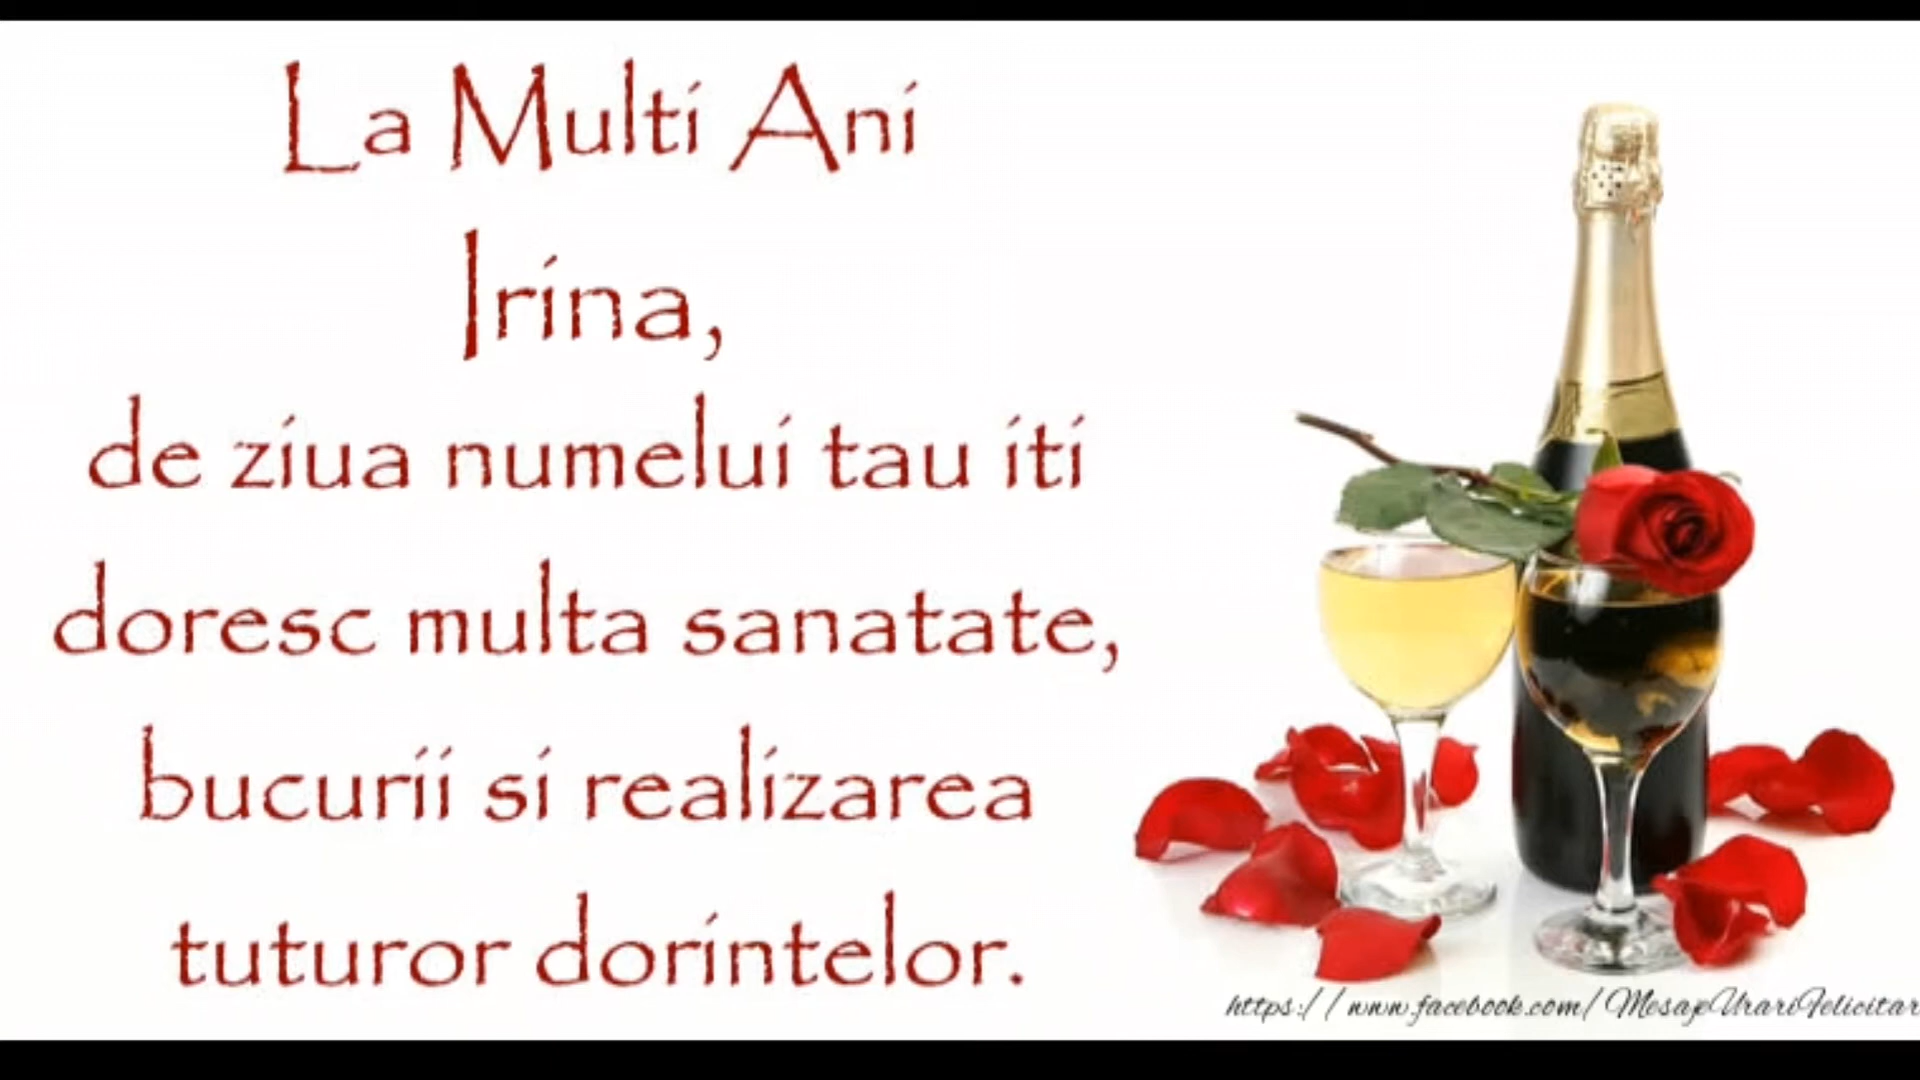 La Multi Ani
Irina,
de ziua numelui tau iti
doresc multa sanatate,
bucurii si realizarea
tuturor dorintelor.
https://www.facebook.com/MesajeUrariFelicitar